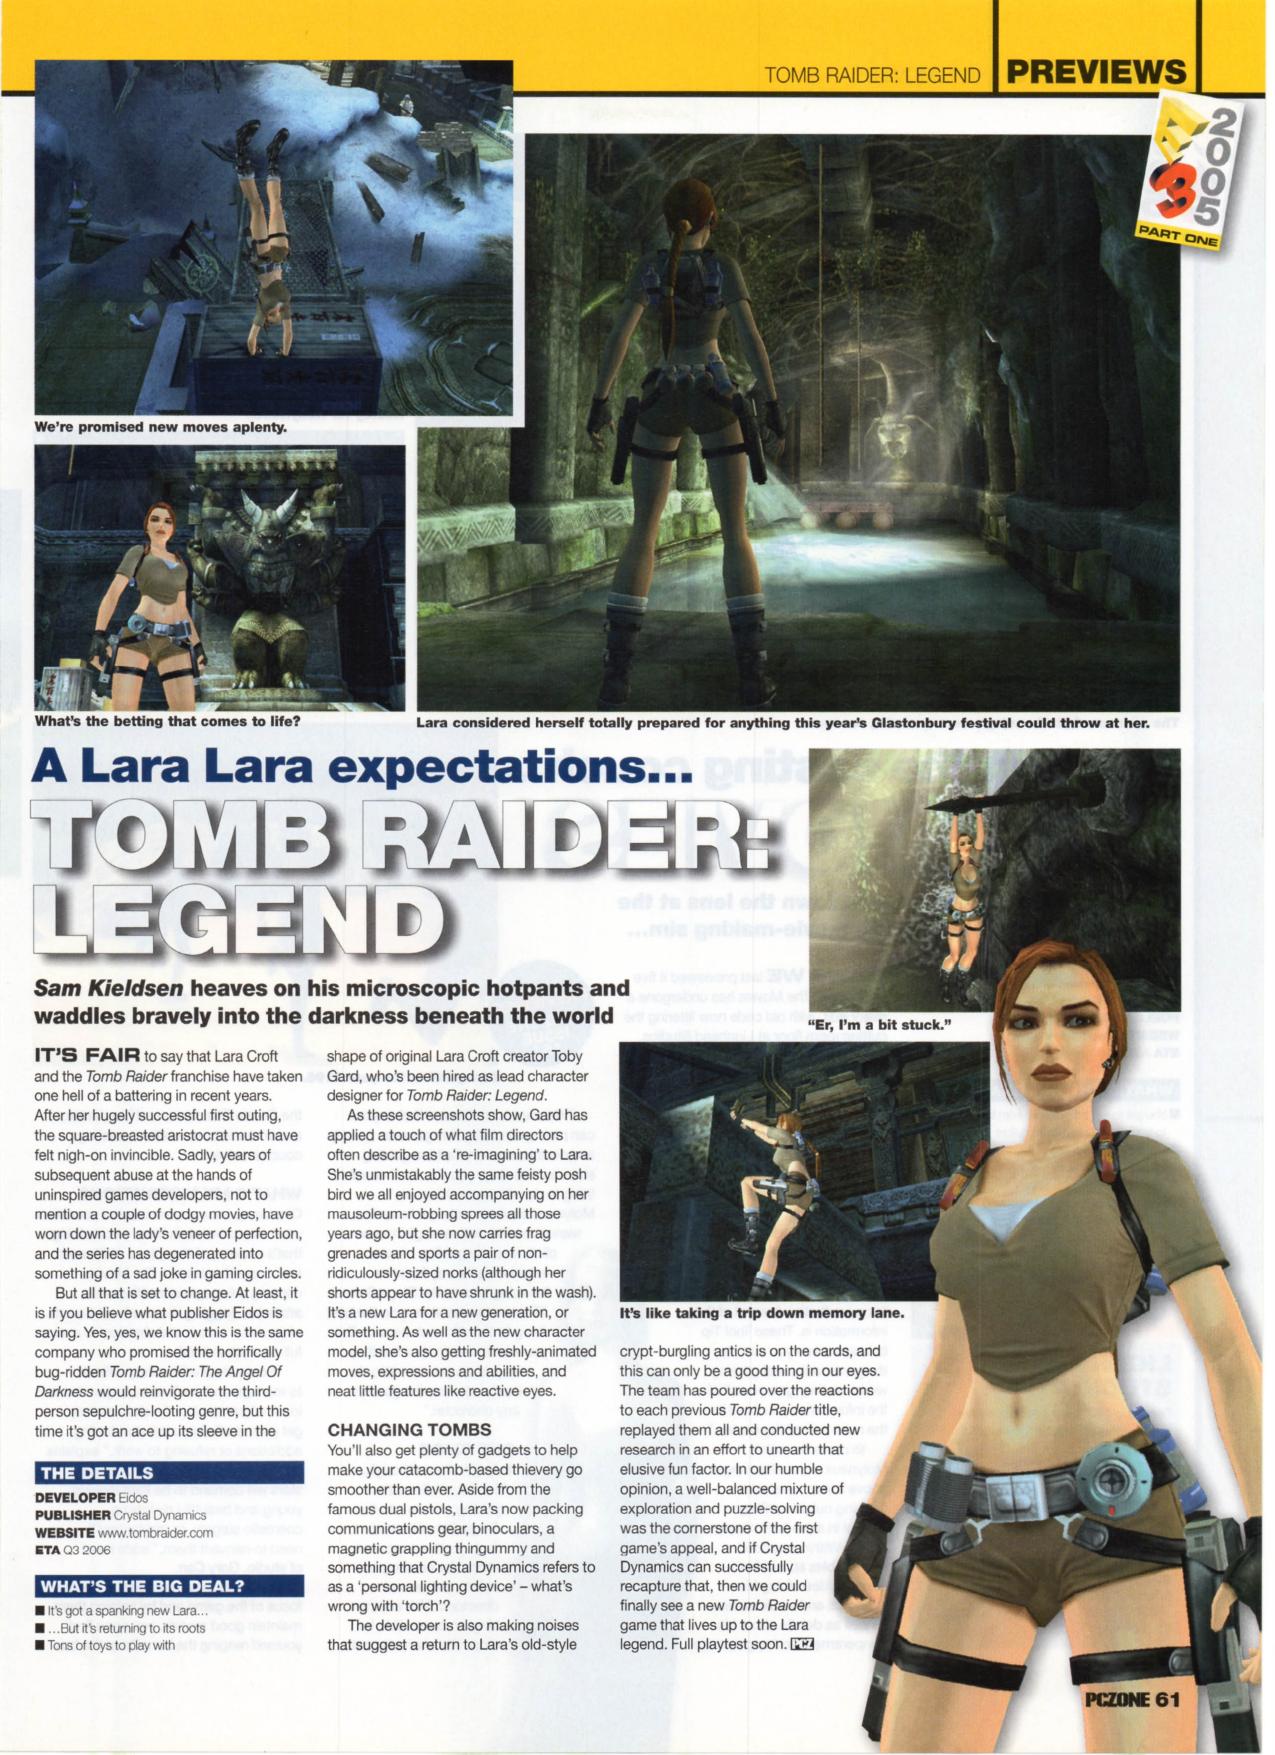 TOMB RAIDER: LEGEND
PREVIEWS
E3
2005
PART ONE
We're promised new moves aplenty.
What's the betting that comes to life?
Lara considered herself totally prepared for anything this year's Glastonbury festival could throw at her.
A Lara Lara expectations...
TOMB RAIDER:
LEGEND
Sam Kieldsen heaves on his microscopic hotpants and
waddles bravely into the darkness beneath the world
"Er, I'm a bit stuck."
IT'S FAIR to say that Lara Croft
and the Tomb Raider franchise have taken
one hell of a battering in recent years.
After her hugely successful first outing,
the square-breasted aristocrat must have
felt nigh-on invincible. Sadly, years of
subsequent abuse at the hands of
uninspired games developers, not to
mention a couple of dodgy movies, have
worn down the lady's veneer of perfection,
and the series has degenerated into
something of a sad joke in gaming circles.
But all that is set to change. At least, it
is if you believe what publisher Eidos is
saying. Yes, yes, we know this is the same
company who promised the horrifically
bug-ridden Tomb Raider: The Angel Of
Darkness would reinvigorate the third-
person sepulchre-looting genre, but this
time it's got an ace up its sleeve in the
THE DETAILS
DEVELOPER Eidos
PUBLISHER Crystal Dynamics
WEBSITE www.tombraider.com
ETA Q3 2006
WHAT'S THE BIG DEAL?
■ It's got a spanking new Lara...
■ ...But it's returning to its roots
■ Tons of toys to play with
shape of original Lara Croft creator Toby
Gard, who's been hired as lead character
designer for Tomb Raider: Legend.
As these screenshots show, Gard has
applied a touch of what film directors
often describe as a 're-imagining' to Lara.
She's unmistakably the same feisty posh
bird we all enjoyed accompanying on her
mausoleum-robbing sprees all those
years ago, but she now carries frag
grenades and sports a pair of non-
ridiculously-sized norks (although her
shorts appear to have shrunk in the wash).
It's a new Lara for a new generation, or
something. As well as the new character
model, she's also getting freshly-animated
moves, expressions and abilities, and
neat little features like reactive eyes.
CHANGING TOMBS
You'll also get plenty of gadgets to help
make your catacomb-based thievery go
smoother than ever. Aside from the
famous dual pistols, Lara's now packing
communications gear, binoculars, a
magnetic grappling thingummy and
something that Crystal Dynamics refers to
as a 'personal lighting device' – what's
wrong with 'torch'?
The developer is also making noises
that suggest a return to Lara's old-style
It's like taking a trip down memory lane.
crypt-burgling antics is on the cards, and
this can only be a good thing in our eyes.
The team has poured over the reactions
to each previous Tomb Raider title,
replayed them all and conducted new
research in an effort to unearth that
elusive fun factor. In our humble
opinion, a well-balanced mixture of
exploration and puzzle-solving
was the cornerstone of the first
game's appeal, and if Crystal
Dynamics can successfully
recapture that, then we could
finally see a new Tomb Raider
game that lives up to the Lara
legend. Full playtest soon. PCZ
PCZONE 61